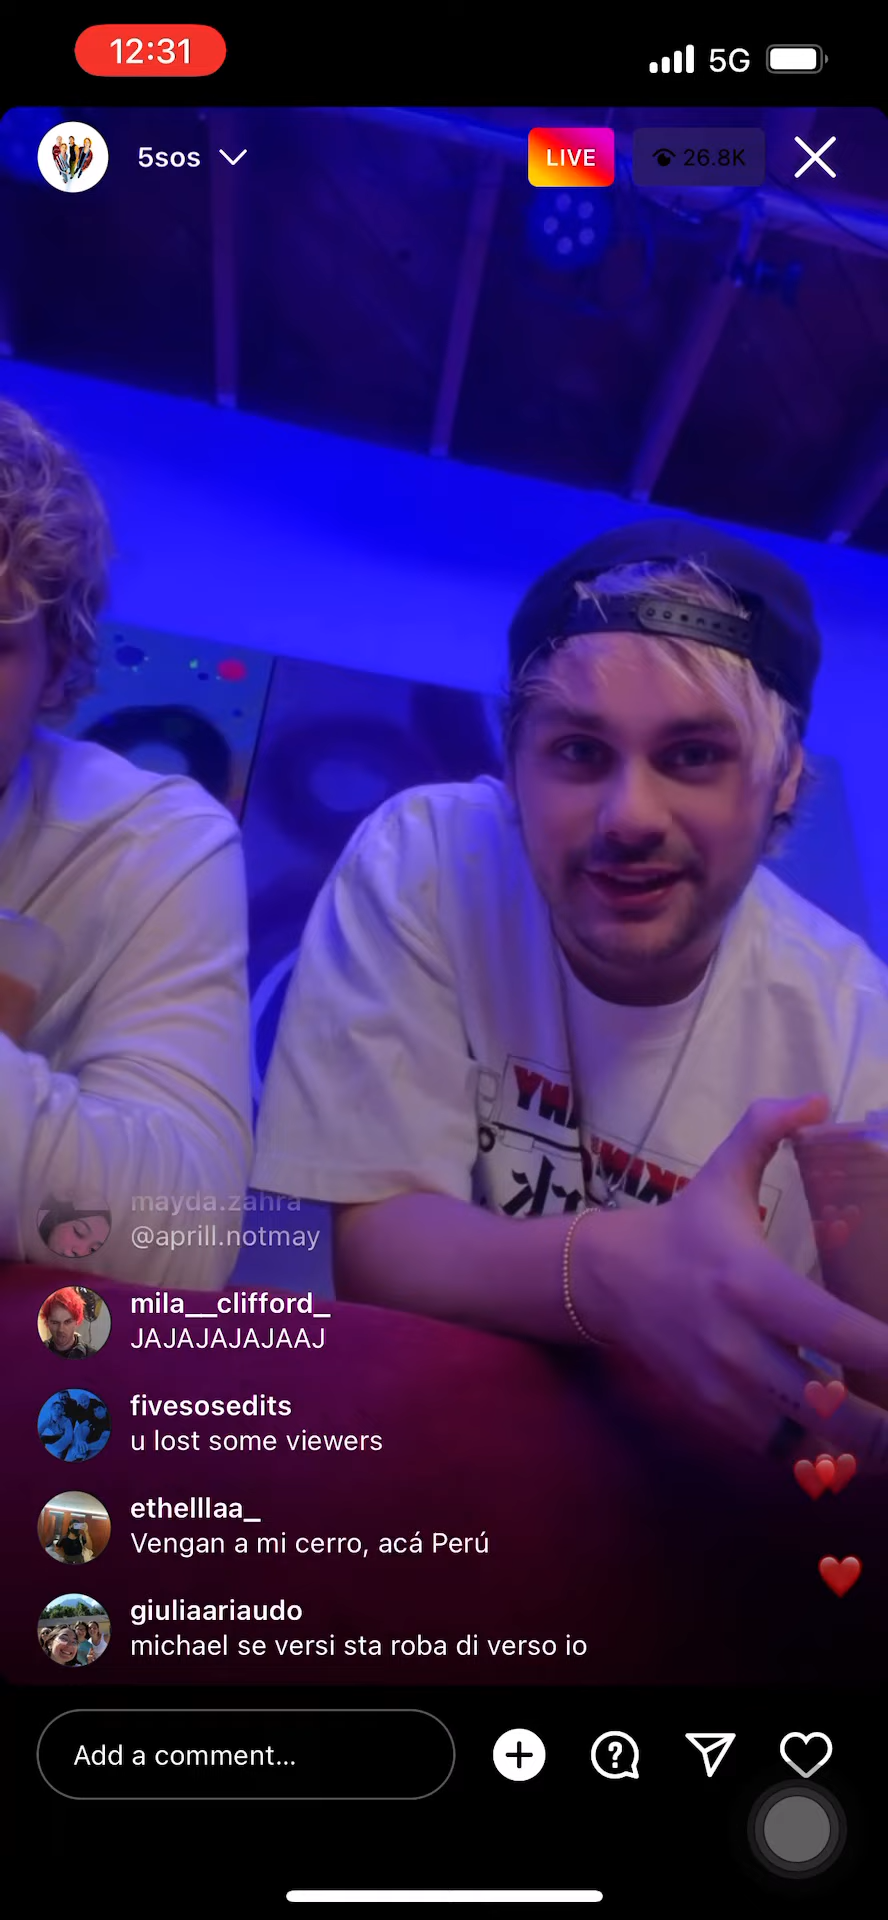 12:31
5G
5sos
LIVE
26.8K
mayda.zahra
@aprill.notmay
mila__clifford_
JAJAJAJAJAAJ
fivesosedits
u lost some viewers
ethelllaa_
Vengan a mi cerro, acá Perú
giuliaariaudo
michael se versi sta roba di verso io
Add a comment...